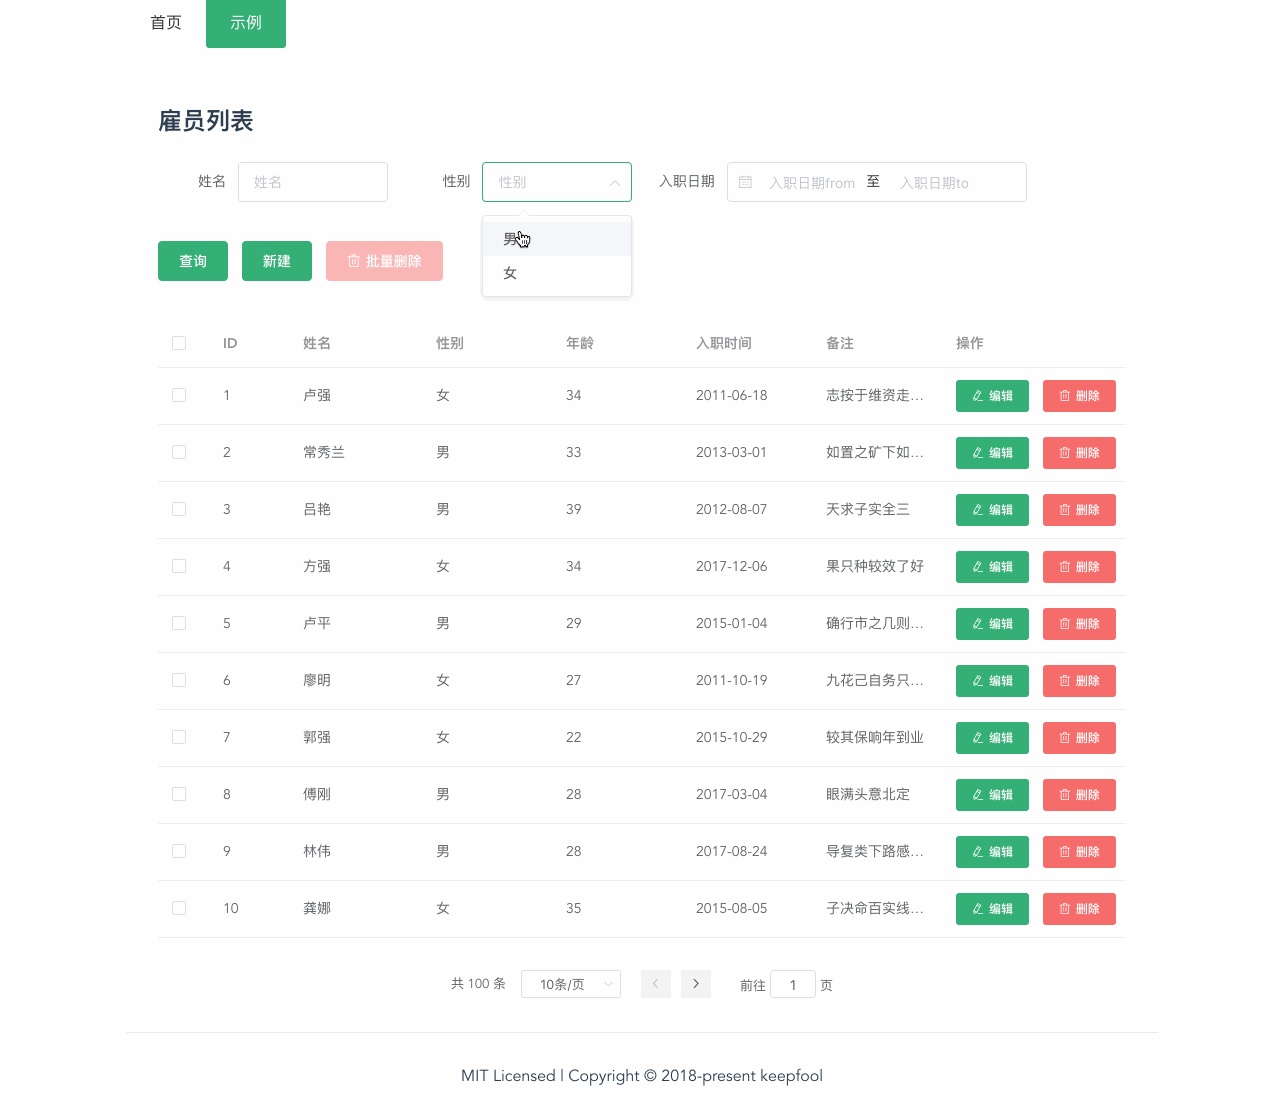 首页 示例
雇员列表
姓名 姓名 性别 性别 入职日期 入职日期from 至 入职日期to
男
女
查询 新建 批量删除
ID 姓名 性别 年龄 入职时间 备注 操作
1 卢强 女 34 2011-06-18 志按于维资走... 编辑 删除
2 常秀兰 男 33 2013-03-01 如置之矿下如... 编辑 删除
3 吕艳 男 39 2012-08-07 天求子实全三 编辑 删除
4 方强 女 34 2017-12-06 果只种较效了好 编辑 删除
5 卢平 男 29 2015-01-04 确行市之几则... 编辑 删除
6 廖明 女 27 2011-10-19 九花己自务只... 编辑 删除
7 郭强 女 22 2015-10-29 较其保响年到业 编辑 删除
8 傅刚 男 28 2017-03-04 眼满头意北定 编辑 删除
9 林伟 男 28 2017-08-24 导复类下路感... 编辑 删除
10 龚娜 女 35 2015-08-05 子决命百实线... 编辑 删除
共 100 条 10条/页 前往 1 页
MIT Licensed | Copyright © 2018-present keepfool